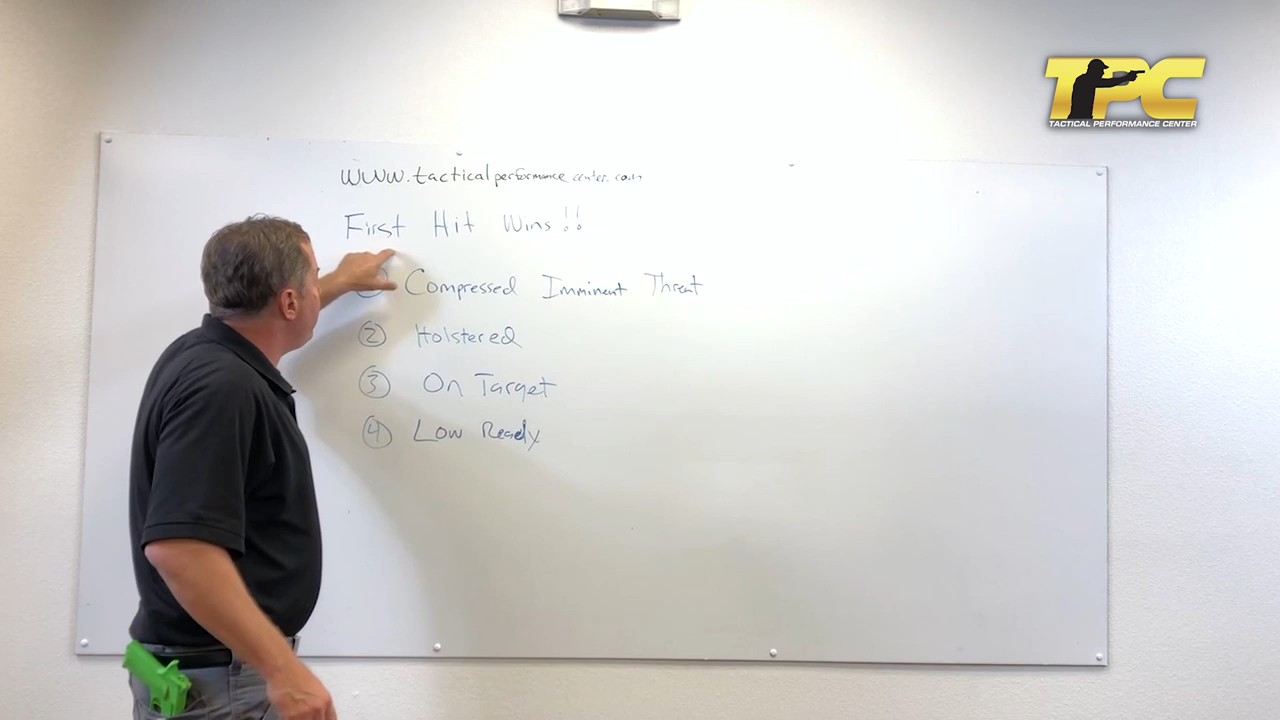 TPC
TACTICAL PERFORMANCE CENTER
www.tacticalperformancecenter.com
First Hit Wins!!
Compressed Imminent Threat
② Holstered
③ On Target
④ Low Ready